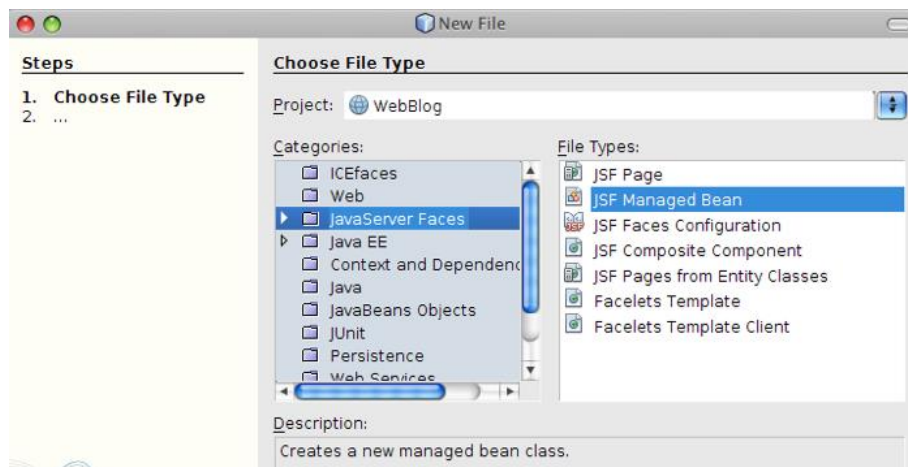 New File
Steps
1. Choose File Type
2. ...
Choose File Type
Project: WebBlog
Categories:
ICEfaces
Web
JavaServer Faces
Java EE
Context and Dependenc
Java
JavaBeans Objects
JUnit
Persistence
Web Services
File Types:
JSF Page
JSF Managed Bean
JSF Faces Configuration
JSF Composite Component
JSF Pages from Entity Classes
Facelets Template
Facelets Template Client
Description:
Creates a new managed bean class.